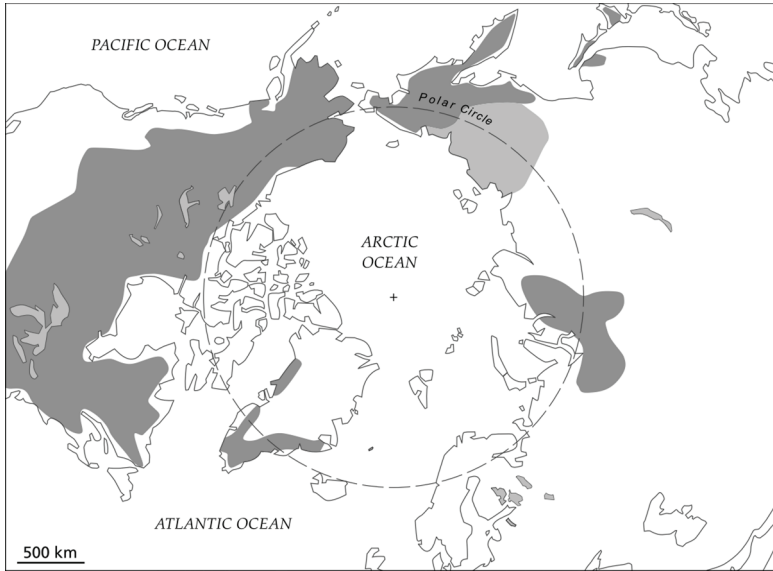 PACIFIC OCEAN
Polar Circle
ARCTIC
OCEAN
+
ATLANTIC OCEAN
500 km